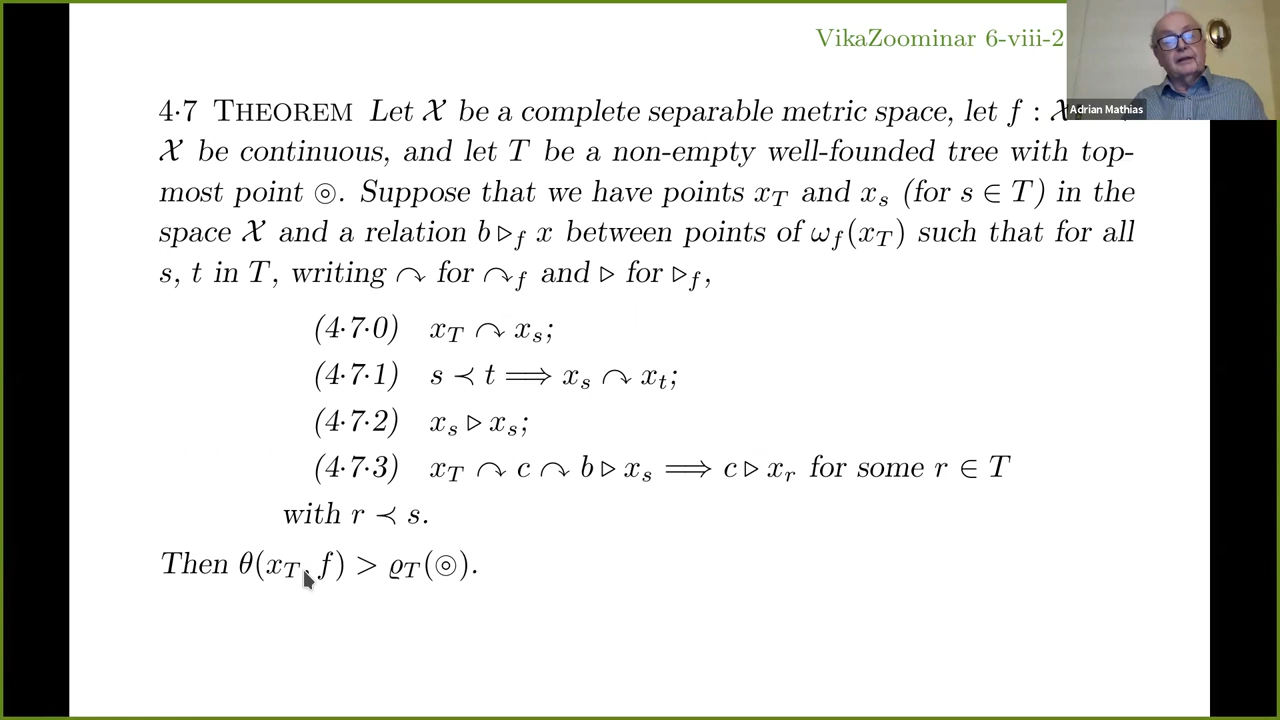 VikaZoominar 6-viii-2
Adrian Mathias
4·7 THEOREM Let 𝒳 be a complete separable metric space, let f : 𝒳
𝒳 be continuous, and let T be a non-empty well-founded tree with top-
most point ⊚. Suppose that we have points x_T and x_s (for s ∈ T) in the
space 𝒳 and a relation b ▷_f x between points of ω_f(x_T) such that for all
s, t in T, writing ↷ for ↷_f and ▷ for ▷_f,
(4·7·0) x_T ↷ x_s;
(4·7·1) s ≺ t ⟹ x_s ↷ x_t;
(4·7·2) x_s ▷ x_s;
(4·7·3) x_T ↷ c ↷ b ▷ x_s ⟹ c ▷ x_r for some r ∈ T
with r ≺ s.
Then θ(x_T, f) > ϱ_T(⊚).